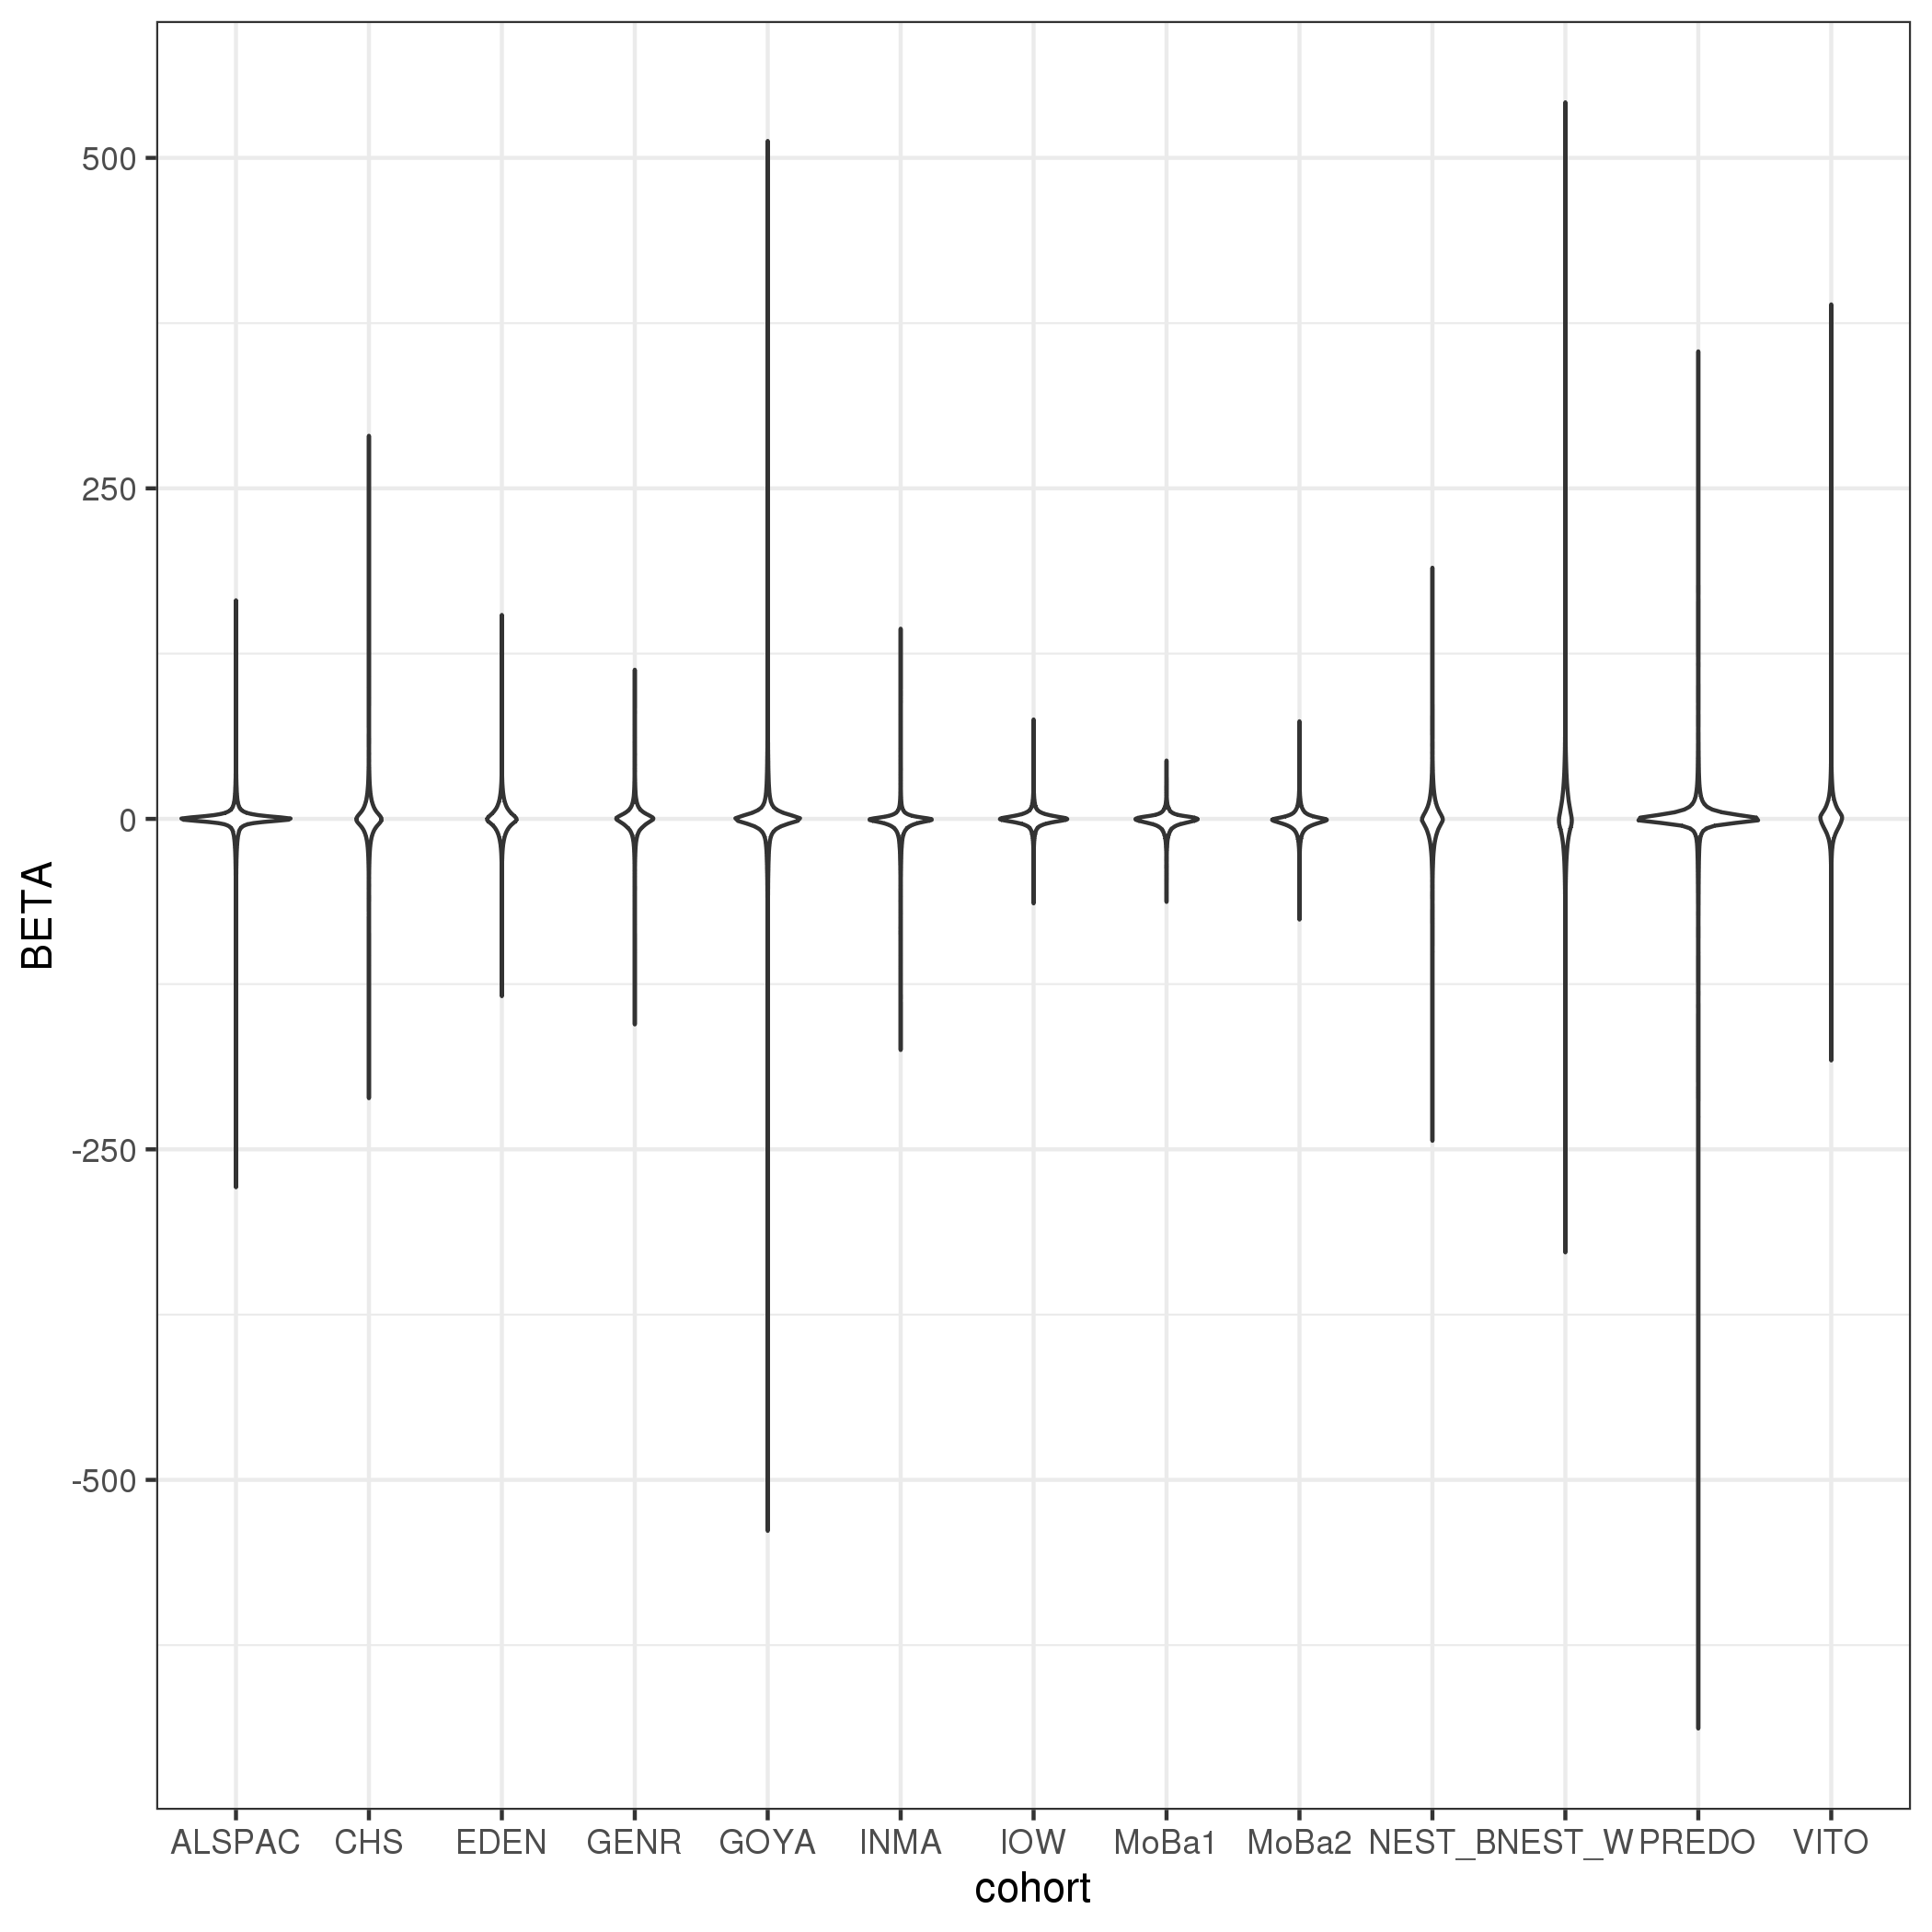 500
250
0
-250
-500
BETA
ALSPAC CHS EDEN GENR GOYA INMA IOW MoBa1 MoBa2 NEST_B NEST_W PREDO VITO
cohort